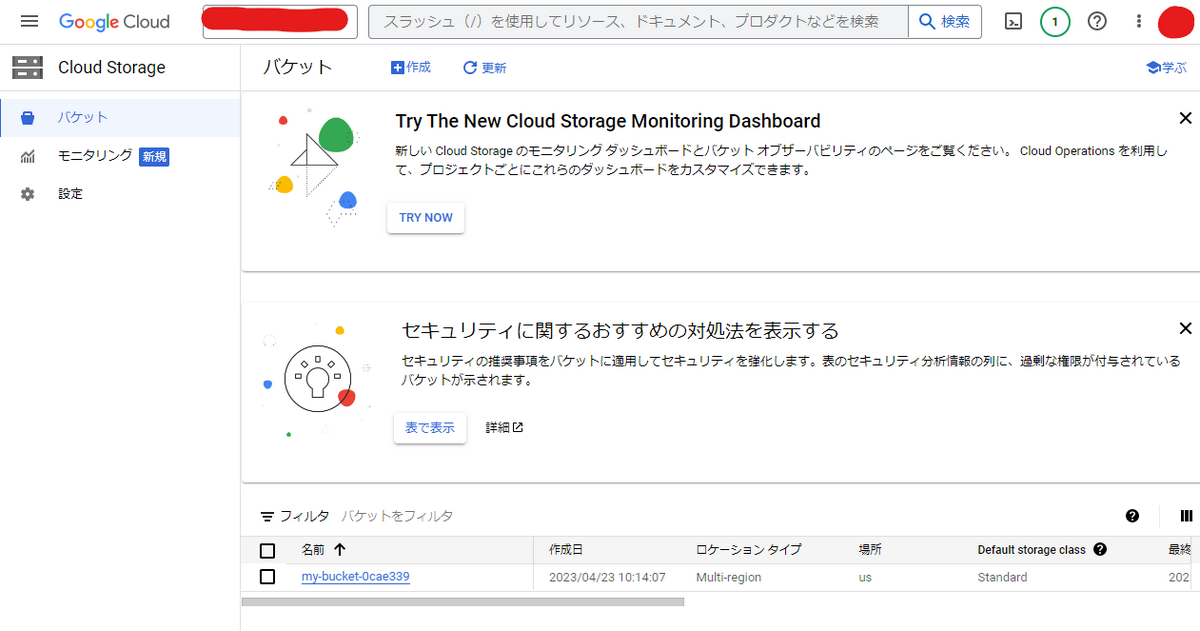 Google Cloud
スラッシュ（/）を使用してリソース、ドキュメント、プロダクトなどを検索
検索
1
Cloud Storage
バケット
作成
更新
学ぶ
バケット
モニタリング 新規
設定
Try The New Cloud Storage Monitoring Dashboard
新しい Cloud Storage のモニタリング ダッシュボードとバケット オブザーバビリティのページをご覧ください。 Cloud Operations を利用し
て、プロジェクトごとにこれらのダッシュボードをカスタマイズできます。
TRY NOW
セキュリティに関するおすすめの対処法を表示する
セキュリティの推奨事項をバケットに適用してセキュリティを強化します。表のセキュリティ分析情報の列に、過剰な権限が付与されている
バケットが示されます。
表で表示
詳細
フィルタ バケットをフィルタ
名前 作成日 ロケーション タイプ 場所 Default storage class 最終
my-bucket-0cae339 2023/04/23 10:14:07 Multi-region us Standard 202